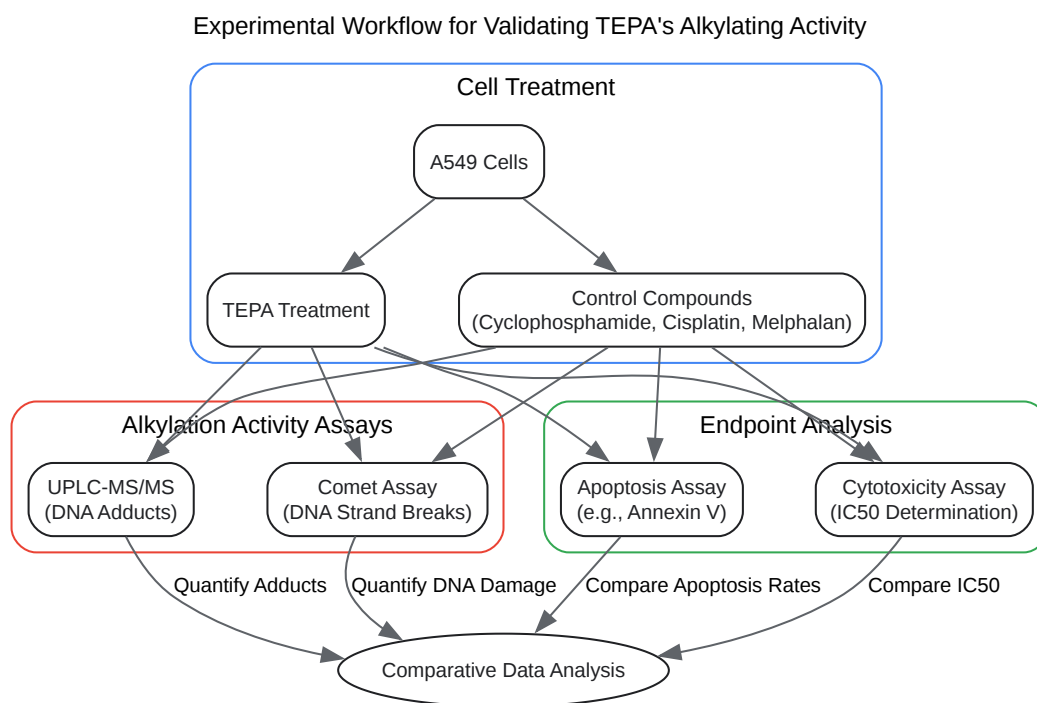 Experimental Workflow for Validating TEPA's Alkylating Activity
Cell Treatment
A549 Cells
TEPA Treatment
Control Compounds
(Cyclophosphamide, Cisplatin, Melphalan)
Alkylation Activity Assays
Endpoint Analysis
UPLC-MS/MS
(DNA Adducts)
Comet Assay
(DNA Strand Breaks)
Apoptosis Assay
(e.g., Annexin V)
Cytotoxicity Assay
(IC50 Determination)
Quantify Adducts
Quantify DNA Damage
Compare Apoptosis Rates
Compare IC50
Comparative Data Analysis